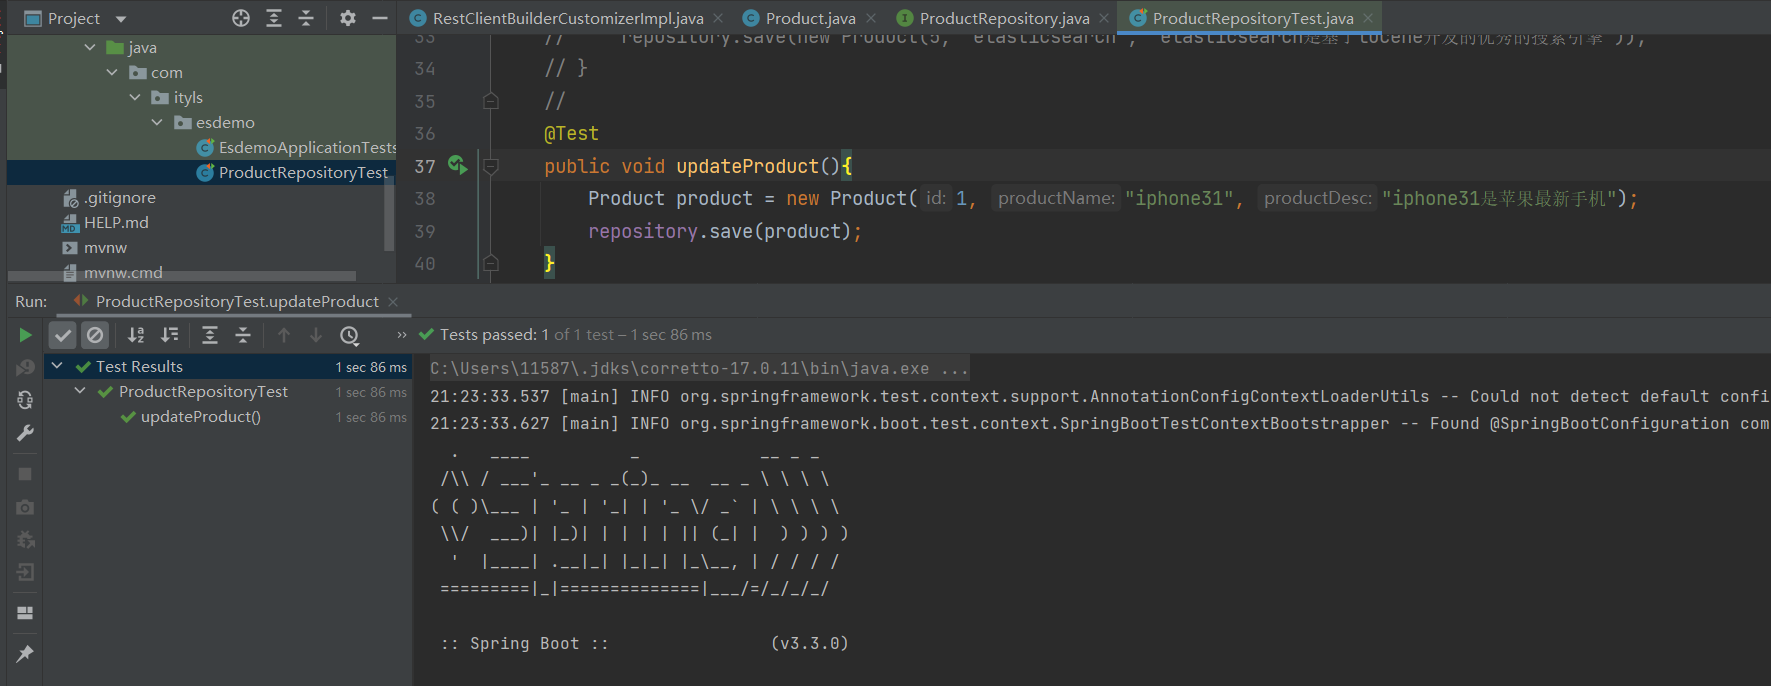 Project
RestClientBuilderCustomizerImpl.java
Product.java
ProductRepository.java
ProductRepositoryTest.java
java
com
ityls
esdemo
EsdemoApplicationTests
ProductRepositoryTest
.gitignore
HELP.md
mvnw
mvnw.cmd
33 // repository.save(new Product(5, "elasticsearch", "elasticsearch是基于lucene开发的优秀的搜索引擎"));
34 // }
35 //
36 @Test
37 public void updateProduct(){
38 Product product = new Product( id: 1, productName: "iphone31", productDesc: "iphone31是苹果最新手机");
39 repository.save(product);
40 }
Run: ProductRepositoryTest.updateProduct
» Tests passed: 1 of 1 test – 1 sec 86 ms
Test Results 1 sec 86 ms
ProductRepositoryTest 1 sec 86 ms
updateProduct() 1 sec 86 ms
C:\Users\11587\.jdks\corretto-17.0.11\bin\java.exe ...
21:23:33.537 [main] INFO org.springframework.test.context.support.AnnotationConfigContextLoaderUtils -- Could not detect default confi
21:23:33.627 [main] INFO org.springframework.boot.test.context.SpringBootTestContextBootstrapper -- Found @SpringBootConfiguration com
  .   ____          _            __ _ _
 /\\ / ___'_ __ _ _(_)_ __  __ _ \ \ \ \
( ( )\___ | '_ | '_| | '_ \/ _` | \ \ \ \
 \\/  ___)| |_)| | | | | || (_| |  ) ) ) )
  '  |____| .__|_| |_|_| |_\__, | / / / /
 =========|_|==============|___/=/_/_/_/
 :: Spring Boot ::                (v3.3.0)